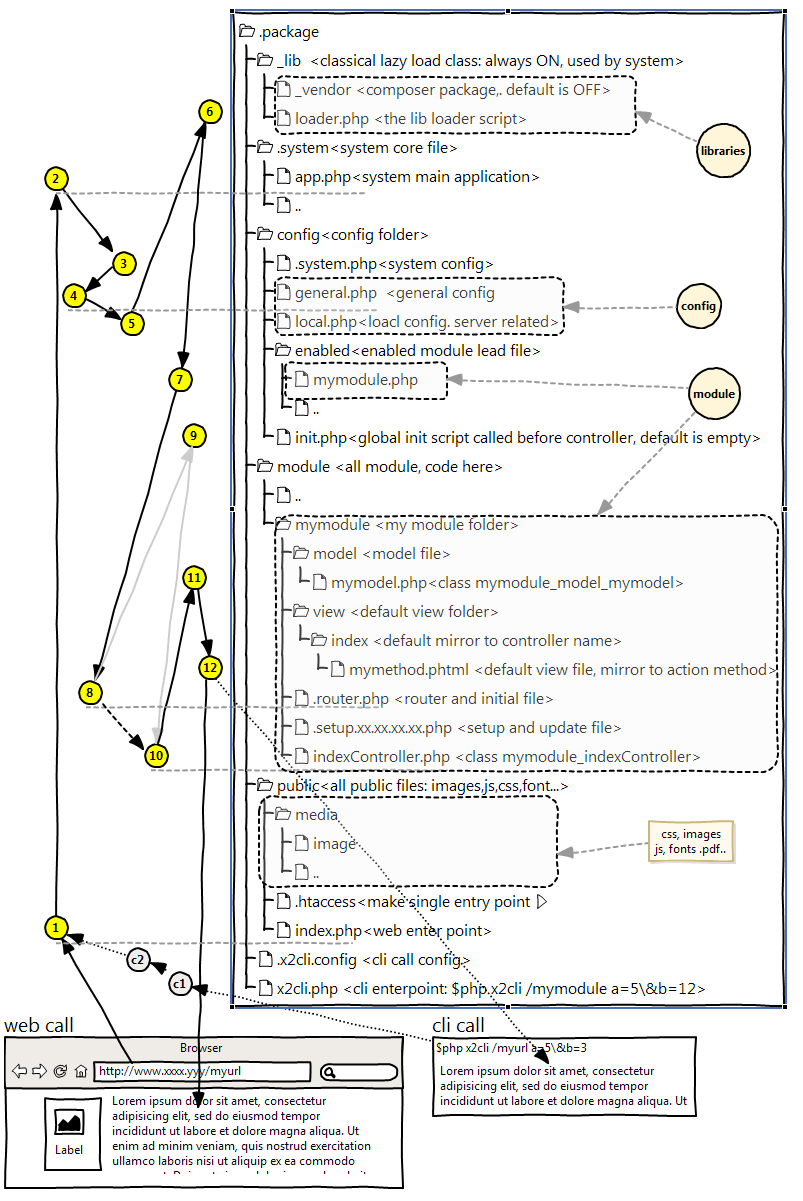 .package
_lib <classical lazy load class: always ON, used by system>
_vendor <composer package,. default is OFF>
loader.php <the lib loader script>
libraries
.system<system core file>
app.php<system main application>
..
config<config folder>
.system.php<system config>
general.php <general config
local.php<loacl config. server related>
config
enabled<enabled module lead file>
mymodule.php
..
module
init.php<global init script called before controller, default is empty>
module <all module, code here>
..
mymodule <my module folder>
model <model file>
mymodel.php<class mymodule_model_mymodel>
view <default view folder>
index <default mirror to controller name>
mymethod.phtml <default view file, mirror to action method>
.router.php <router and initial file>
.setup.xx.xx.xx.xx.php <setup and update file>
indexController.php <class mymodule_indexController>
public<all public files: images,js,css,font...>
media
image
..
css, images
js, fonts .pdf..
.htaccess<make single entry point
index.php<web enter point>
.x2cli.config <cli call config>
x2cli.php <cli enterpoint: $php.x2cli /mymodule a=5\&b=12>
6
2
3
4
5
7
9
11
12
8
10
1
c2
c1
web call
Browser
http://www.xxxx.yyy/myurl
Label
Lorem ipsum dolor sit amet, consectetur
adipisicing elit, sed do eiusmod tempor
incididunt ut labore et dolore magna aliqua. Ut
enim ad minim veniam, quis nostrud exercitation
ullamco laboris nisi ut aliquip ex ea commodo
cli call
$php x2cli /myurl a=5\&b=3
Lorem ipsum dolor sit amet, consectetur
adipisicing elit, sed do eiusmod tempor
incididunt ut labore et dolore magna aliqua. Ut